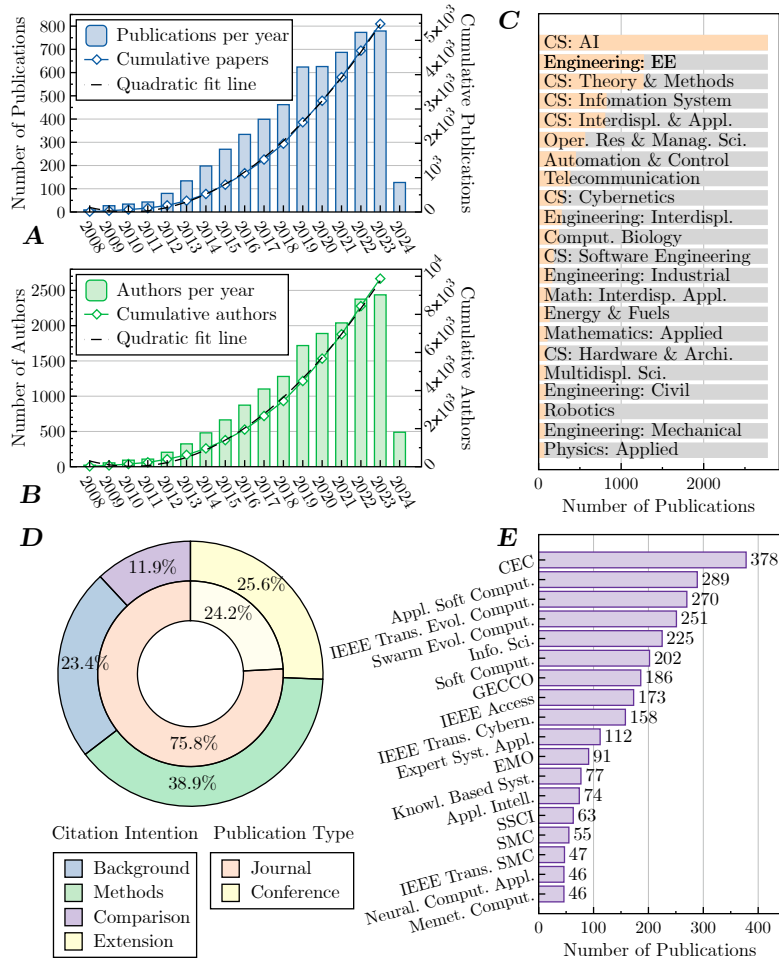 A
Number of Publications
800
700
600
500
400
300
200
100
0
Publications per year
Cumulative papers
Quadratic fit line
5×10³
4×10³
3×10³
2×10³
10³
0
Cumulative Publications
2008
2009
2010
2011
2012
2013
2014
2015
2016
2017
2018
2019
2020
2021
2022
2023
2024
B
Number of Authors
2500
2000
1500
1000
500
0
Authors per year
Cumulative authors
Qudratic fit line
10⁴
8×10³
6×10³
4×10³
2×10³
0
Cumulative Authors
2008
2009
2010
2011
2012
2013
2014
2015
2016
2017
2018
2019
2020
2021
2022
2023
2024
C
CS: AI
Engineering: EE
CS: Theory & Methods
CS: Infomation System
CS: Interdispl. & Appl.
Oper. Res & Manag. Sci.
Automation & Control
Telecommunication
CS: Cybernetics
Engineering: Interdispl.
Comput. Biology
CS: Software Engineering
Engineering: Industrial
Math: Interdisp. Appl.
Energy & Fuels
Mathematics: Applied
CS: Hardware & Archi.
Multidispl. Sci.
Engineering: Civil
Robotics
Engineering: Mechanical
Physics: Applied
0
1000
2000
Number of Publications
D
11.9%
25.6%
24.2%
23.4%
75.8%
38.9%
Citation Intention
Background
Methods
Comparison
Extension
Publication Type
Journal
Conference
E
CEC 378
Appl. Soft Comput. 289
IEEE Trans. Evol. Comput. 270
Swarm Evol. Comput. 251
Info. Sci. 225
Soft Comput. 202
GECCO 186
IEEE Access 173
IEEE Trans. Cybern. 158
Expert Syst. Appl. 112
EMO 91
Knowl. Based Syst. 77
Appl. Intell. 74
SSCI 63
SMC 55
IEEE Trans. SMC 47
Neural. Comput. Appl. 46
Memet. Comput. 46
0
100
200
300
400
Number of Publications